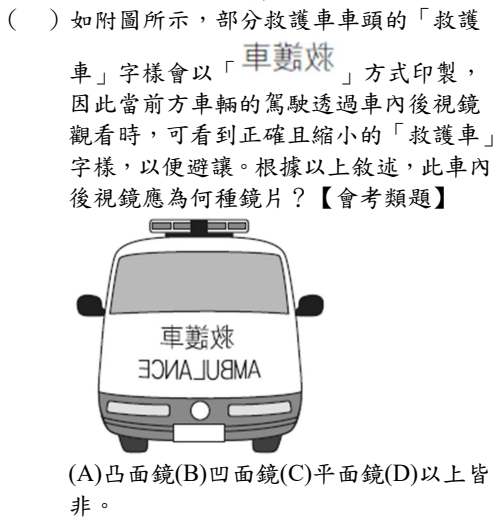 (　)如附圖所示，部分救護車車頭的「救護
車」字樣會以「車護救」方式印製，
因此當前方車輛的駕駛透過車內後視鏡
觀看時，可看到正確且縮小的「救護車」
字樣，以便避讓。根據以上敘述，此車內
後視鏡應為何種鏡片？【會考類題】
車護救
AMBULANCE
(A)凸面鏡(B)凹面鏡(C)平面鏡(D)以上皆
非。